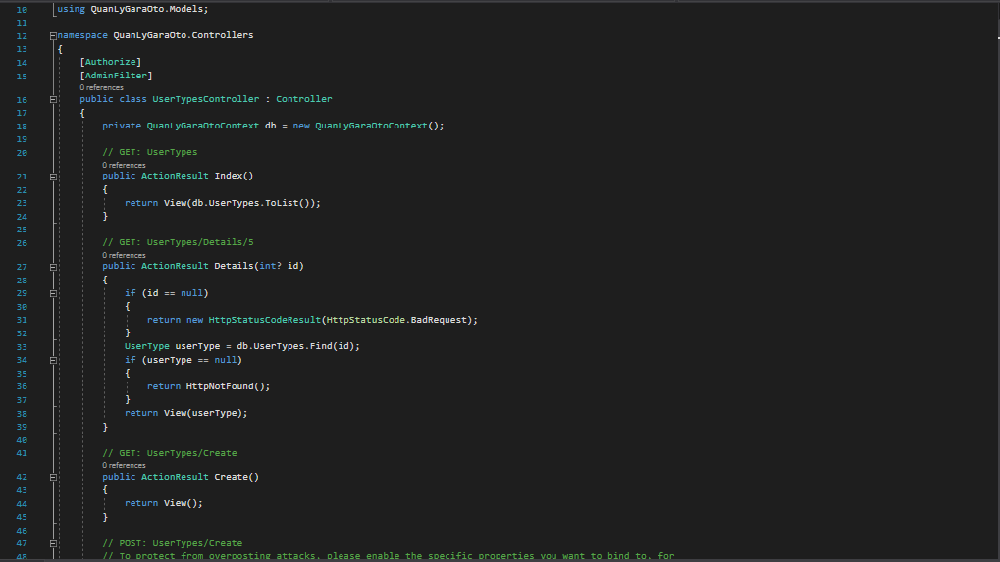 10 using QuanLyGaraOto.Models;
11
12 namespace QuanLyGaraOto.Controllers
13 {
14 [Authorize]
15 [AdminFilter]
0 references
16 public class UserTypesController : Controller
17 {
18 private QuanLyGaraOtoContext db = new QuanLyGaraOtoContext();
19
20 // GET: UserTypes
0 references
21 public ActionResult Index()
22 {
23 return View(db.UserTypes.ToList());
24 }
25
26 // GET: UserTypes/Details/5
0 references
27 public ActionResult Details(int? id)
28 {
29 if (id == null)
30 {
31 return new HttpStatusCodeResult(HttpStatusCode.BadRequest);
32 }
33 UserType userType = db.UserTypes.Find(id);
34 if (userType == null)
35 {
36 return HttpNotFound();
37 }
38 return View(userType);
39 }
40
41 // GET: UserTypes/Create
0 references
42 public ActionResult Create()
43 {
44 return View();
45 }
46
47 // POST: UserTypes/Create
48 // To protect from overposting attacks, please enable the specific properties you want to bind to, for